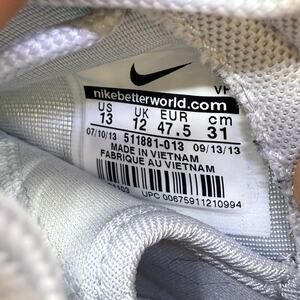 VF
nikebetterworld.com
US UK EUR cm
13 12 47.5 31
07/10/13 511881-013 09/13/13
MADE IN VIETNAM
FABRIQUE AU VIETNAM
UPC 00675911210994